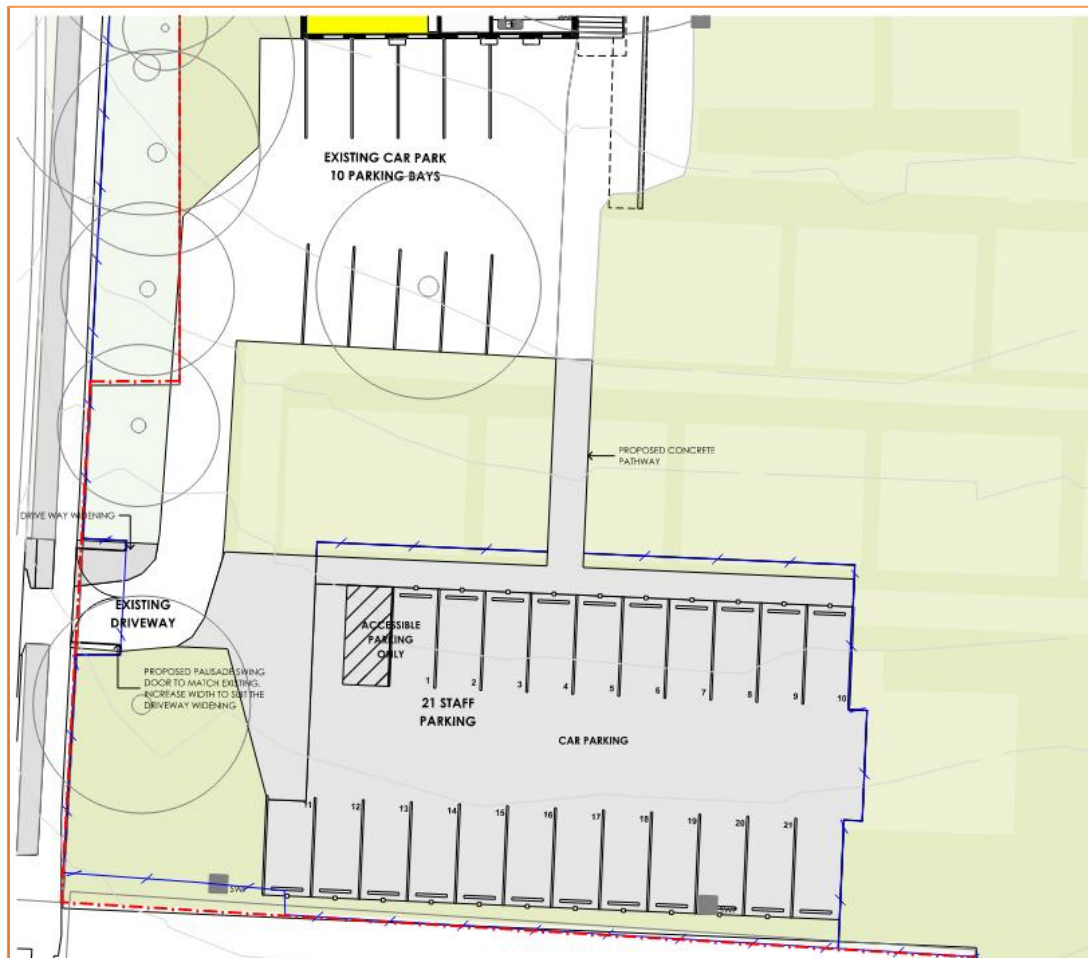 EXISTING CAR PARK
10 PARKING BAYS
PROPOSED CONCRETE
PATHWAY
DRIVE WAY WIDENING
EXISTING
DRIVEWAY
ACCESSIBLE
PARKING
ONLY
PROPOSED PALISADE SWING
DOOR TO MATCH EXISTING.
INCREASE WIDTH TO SUIT THE
DRIVEWAY WIDENING
1
2
3
4
5
6
7
8
9
10
21 STAFF
PARKING
CAR PARKING
11
12
13
14
15
16
17
18
19
20
21